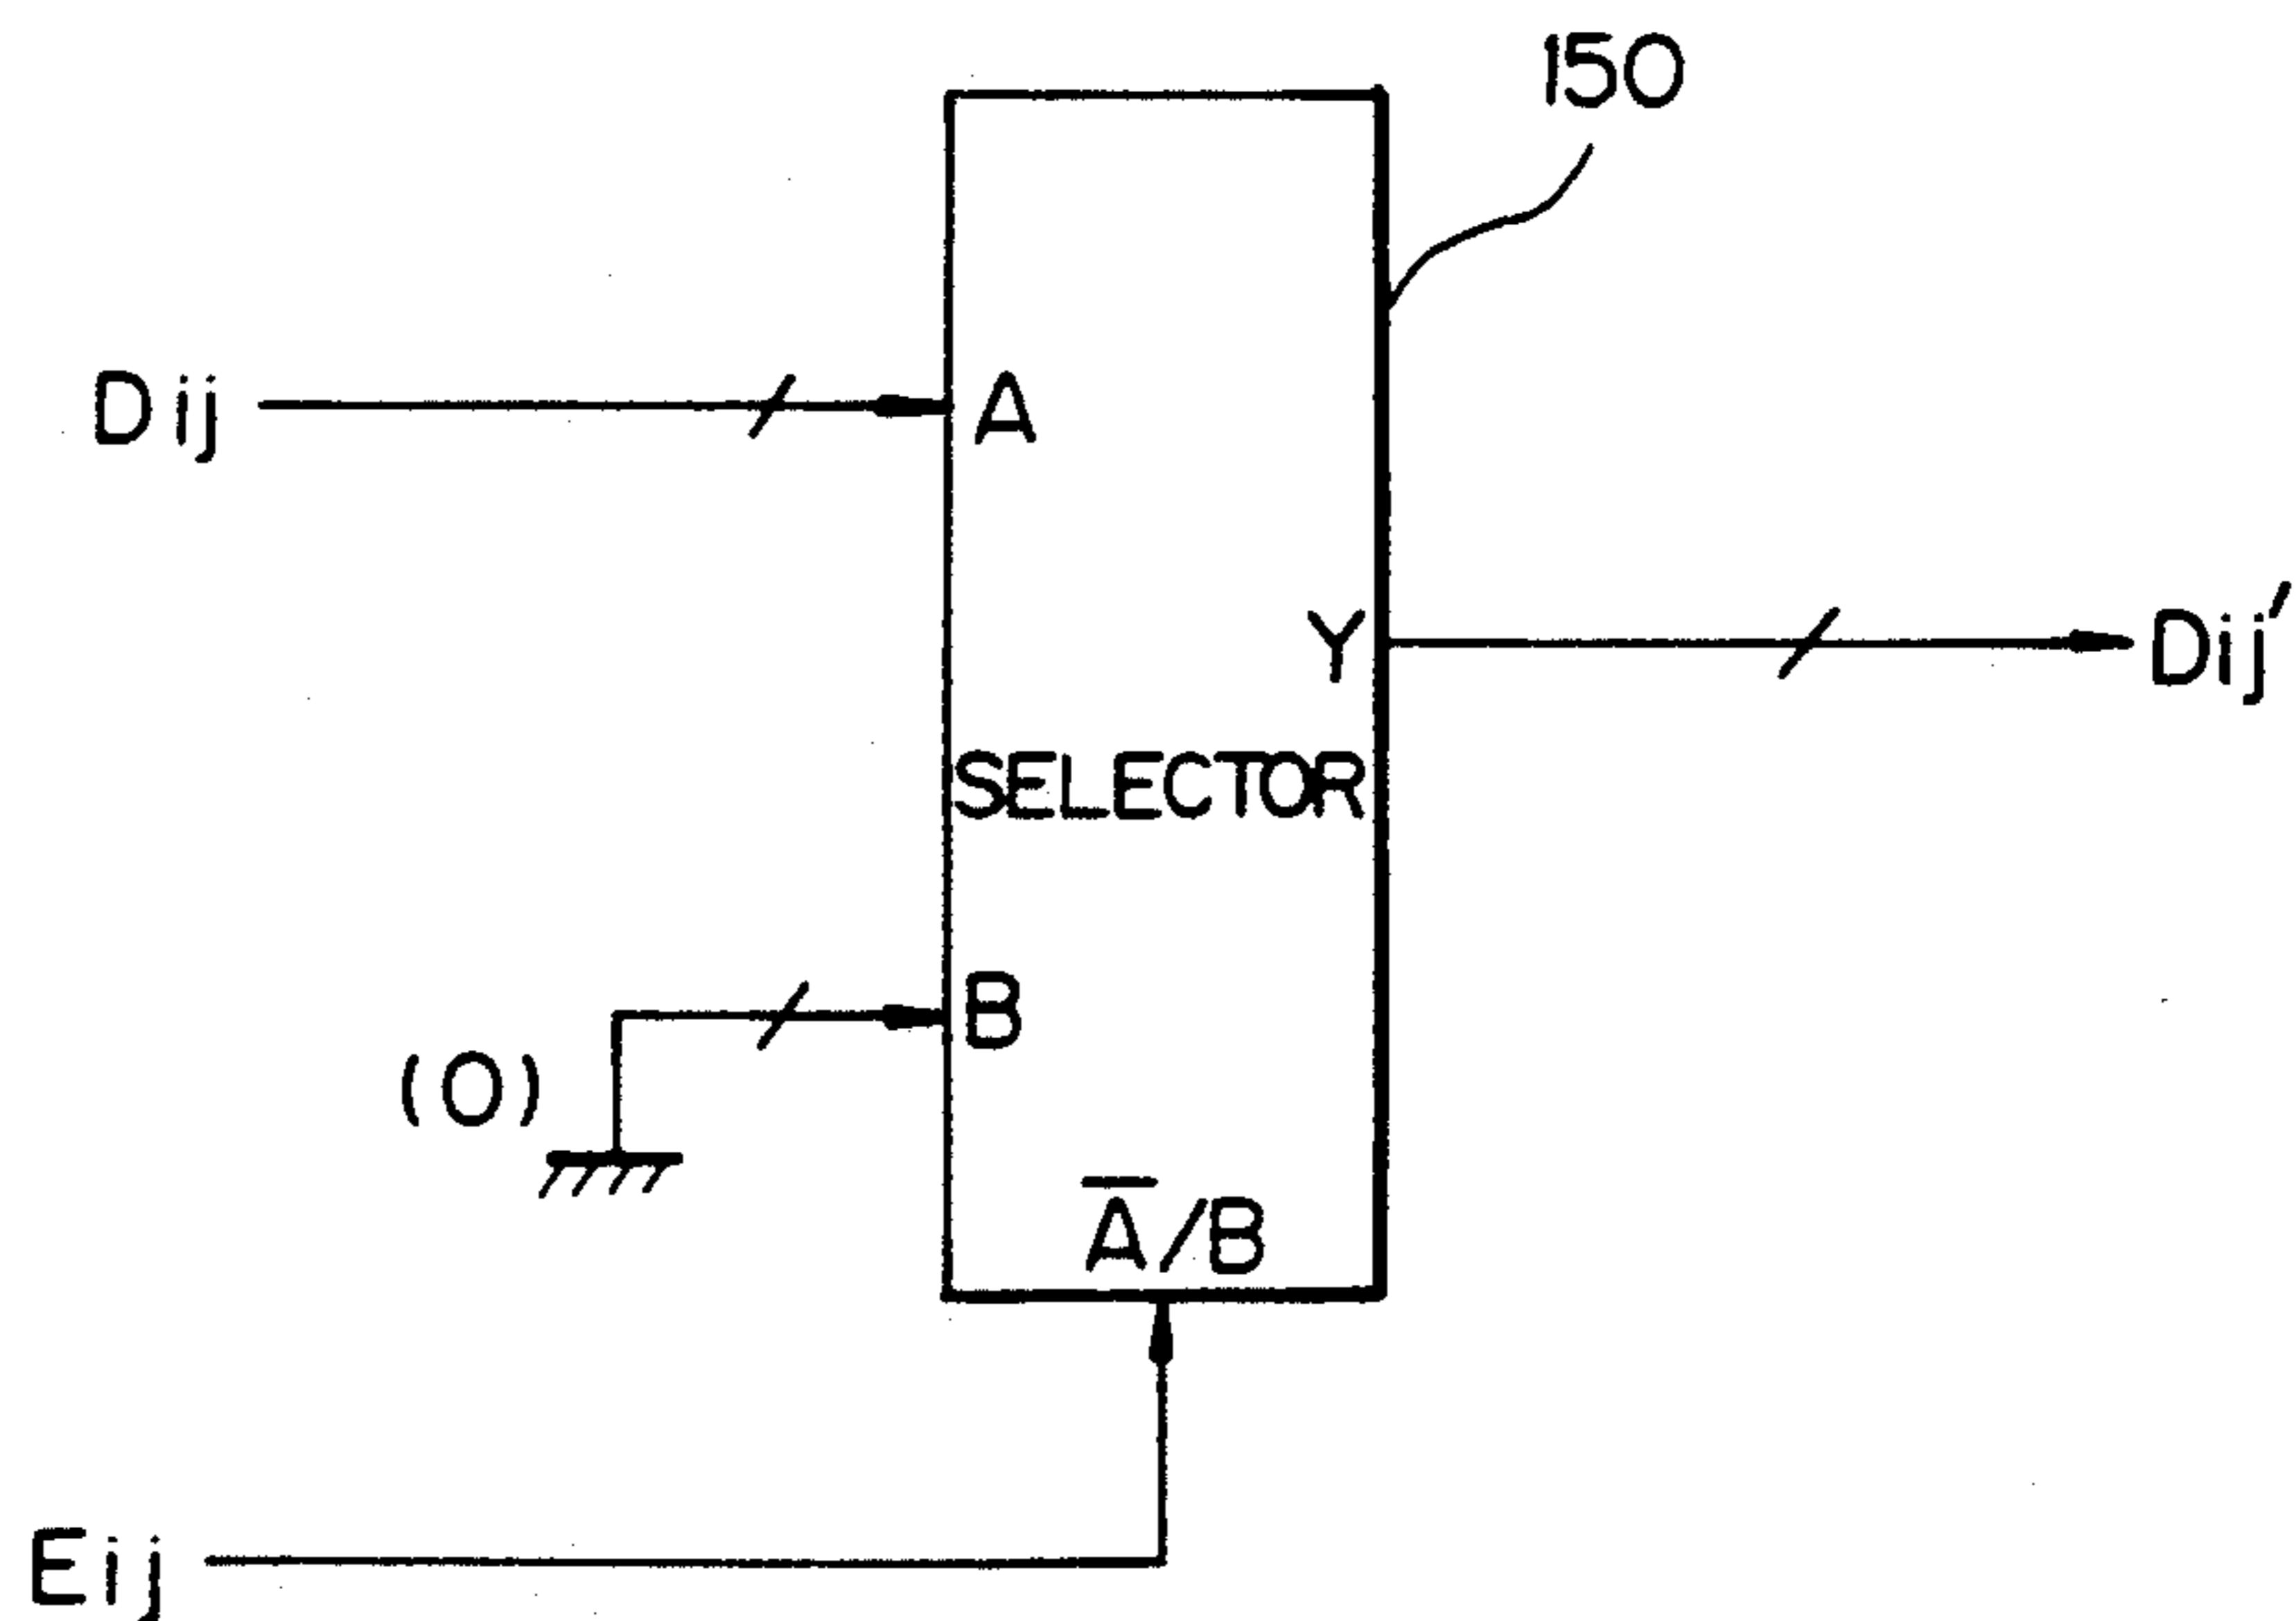 150
Dij
A
Y
Dij′
SELECTOR
B
(0)
A̅/B
Eij